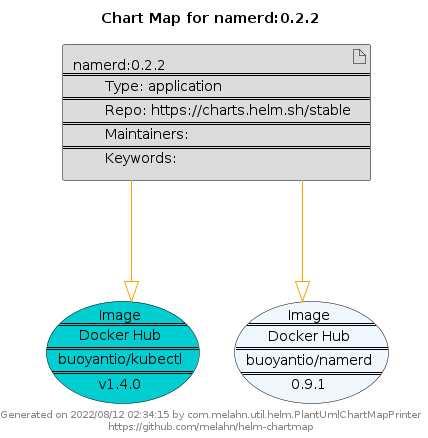 Chart Map for namerd:0.2.2
namerd:0.2.2
Type: application
Repo: https://charts.helm.sh/stable
Maintainers:
Keywords:
Image
Docker Hub
buoyantio/kubectl
v1.4.0
Image
Docker Hub
buoyantio/namerd
0.9.1
Generated on 2022/08/12 02:34:15 by com.melahn.util.helm.PlantUmlChartMapPrinter
https://github.com/melahn/helm-chartmap